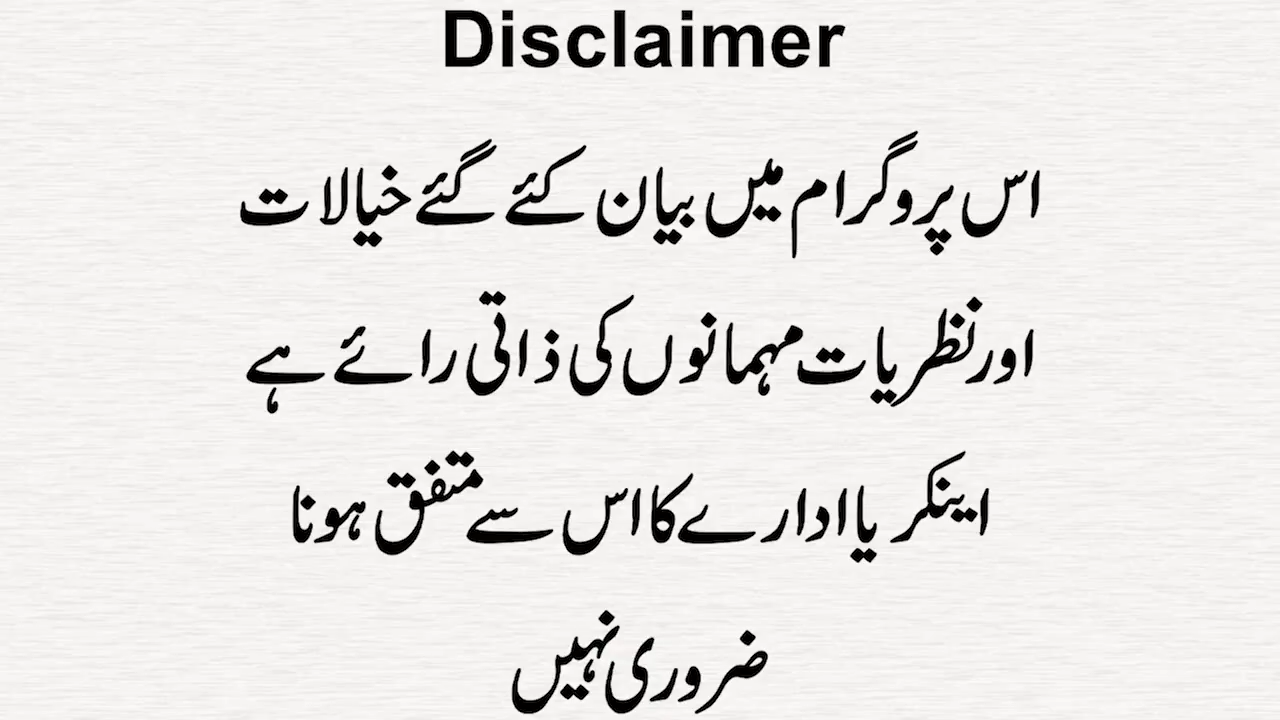 Disclaimer
اس پروگرام میں بیان کئے گئے خیالات
اور نظریات مہمانوں کی ذاتی رائے ہے
اینکر یا ادارے کا اس سے متفق ہونا
ضروری نہیں